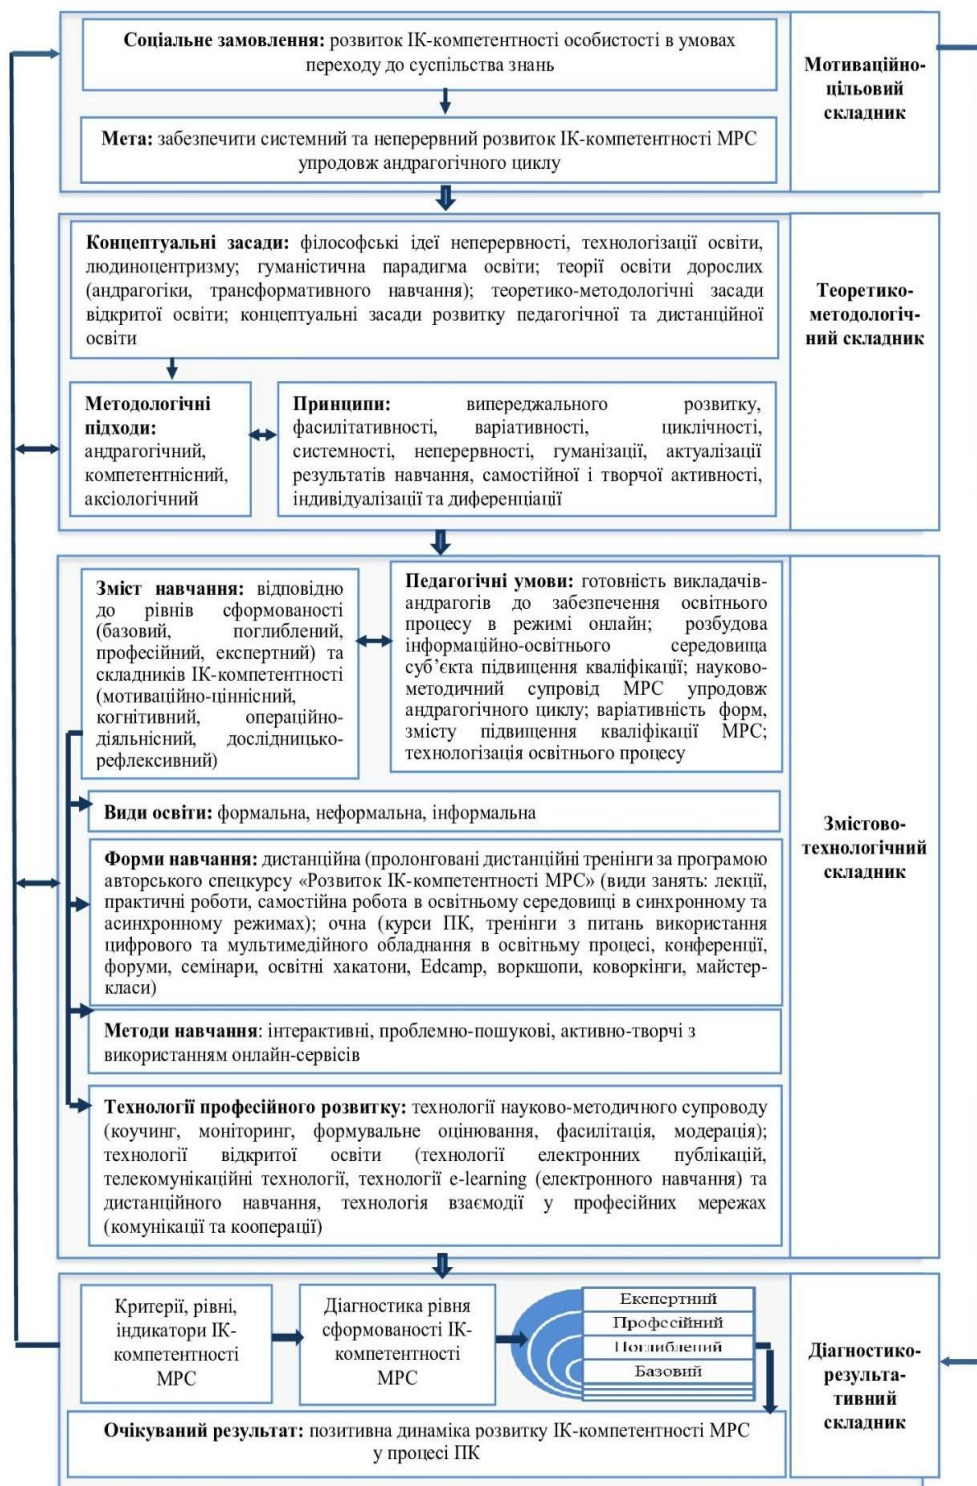 Соціальне замовлення: розвиток ІК-компетентності особистості в умовах
переходу до суспільства знань
Мотиваційно-
цільовий
складник
Мета: забезпечити системний та неперервний розвиток ІК-компетентності МРС
упродовж андрагогічного циклу
Концептуальні засади: філософські ідеї неперервності, технологізації освіти,
людиноцентризму; гуманістична парадигма освіти; теорії освіти дорослих
(андрагогіки, трансформативного навчання); теоретико-методологічні засади
відкритої освіти; концептуальні засади розвитку педагогічної та дистанційної
освіти
Теоретико-
методологіч-
ний складник
Методологічні
підходи:
андрагогічний,
компетентнісний,
аксіологічний
Принципи: випереджального розвитку,
фасилітативності, варіативності, циклічності,
системності, неперервності, гуманізації, актуалізації
результатів навчання, самостійної і творчої активності,
індивідуалізації та диференціації
Зміст навчання: відповідно
до рівнів сформованості
(базовий, поглиблений,
професійний, експертний) та
складників ІК-компетентності
(мотиваційно-ціннісний,
когнітивний, операційно-
діяльнісний, дослідницько-
рефлексивний)
Педагогічні умови: готовність викладачів-
андрагогів до забезпечення освітнього
процесу в режимі онлайн; розбудова
інформаційно-освітнього середовища
суб’єкта підвищення кваліфікації; науково-
методичний супровід МРС упродовж
андрагогічного циклу; варіативність форм,
змісту підвищення кваліфікації МРС;
технологізація освітнього процесу
Види освіти: формальна, неформальна, інформальна
Форми навчання: дистанційна (пролонговані дистанційні тренінги за програмою
авторського спецкурсу «Розвиток ІК-компетентності МРС» (види занять: лекції,
практичні роботи, самостійна робота в освітньому середовищі в синхронному та
асинхронному режимах); очна (курси ПК, тренінги з питань використання
цифрового та мультимедійного обладнання в освітньому процесі, конференції,
форуми, семінари, освітні хакатони, Edcamp, воркшопи, коворкінги, майстер-
класи)
Змістово-
технологічний
складник
Методи навчання: інтерактивні, проблемно-пошукові, активно-творчі з
використанням онлайн-сервісів
Технології професійного розвитку: технології науково-методичного супроводу
(коучинг, моніторинг, формувальне оцінювання, фасилітація, модерація);
технології відкритої освіти (технології електронних публікацій,
телекомунікаційні технології, технології e-learning (електронного навчання) та
дистанційного навчання, технологія взаємодії у професійних мережах
(комунікації та кооперації)
Критерії, рівні,
індикатори ІК-
компетентності
МРС
Діагностика рівня
сформованості ІК-
компетентності
МРС
Експертний
Професійний
Поглиблений
Базовий
Діагностико-
результа-
тивний
складник
Очікуваний результат: позитивна динаміка розвитку ІК-компетентності МРС
у процесі ПК